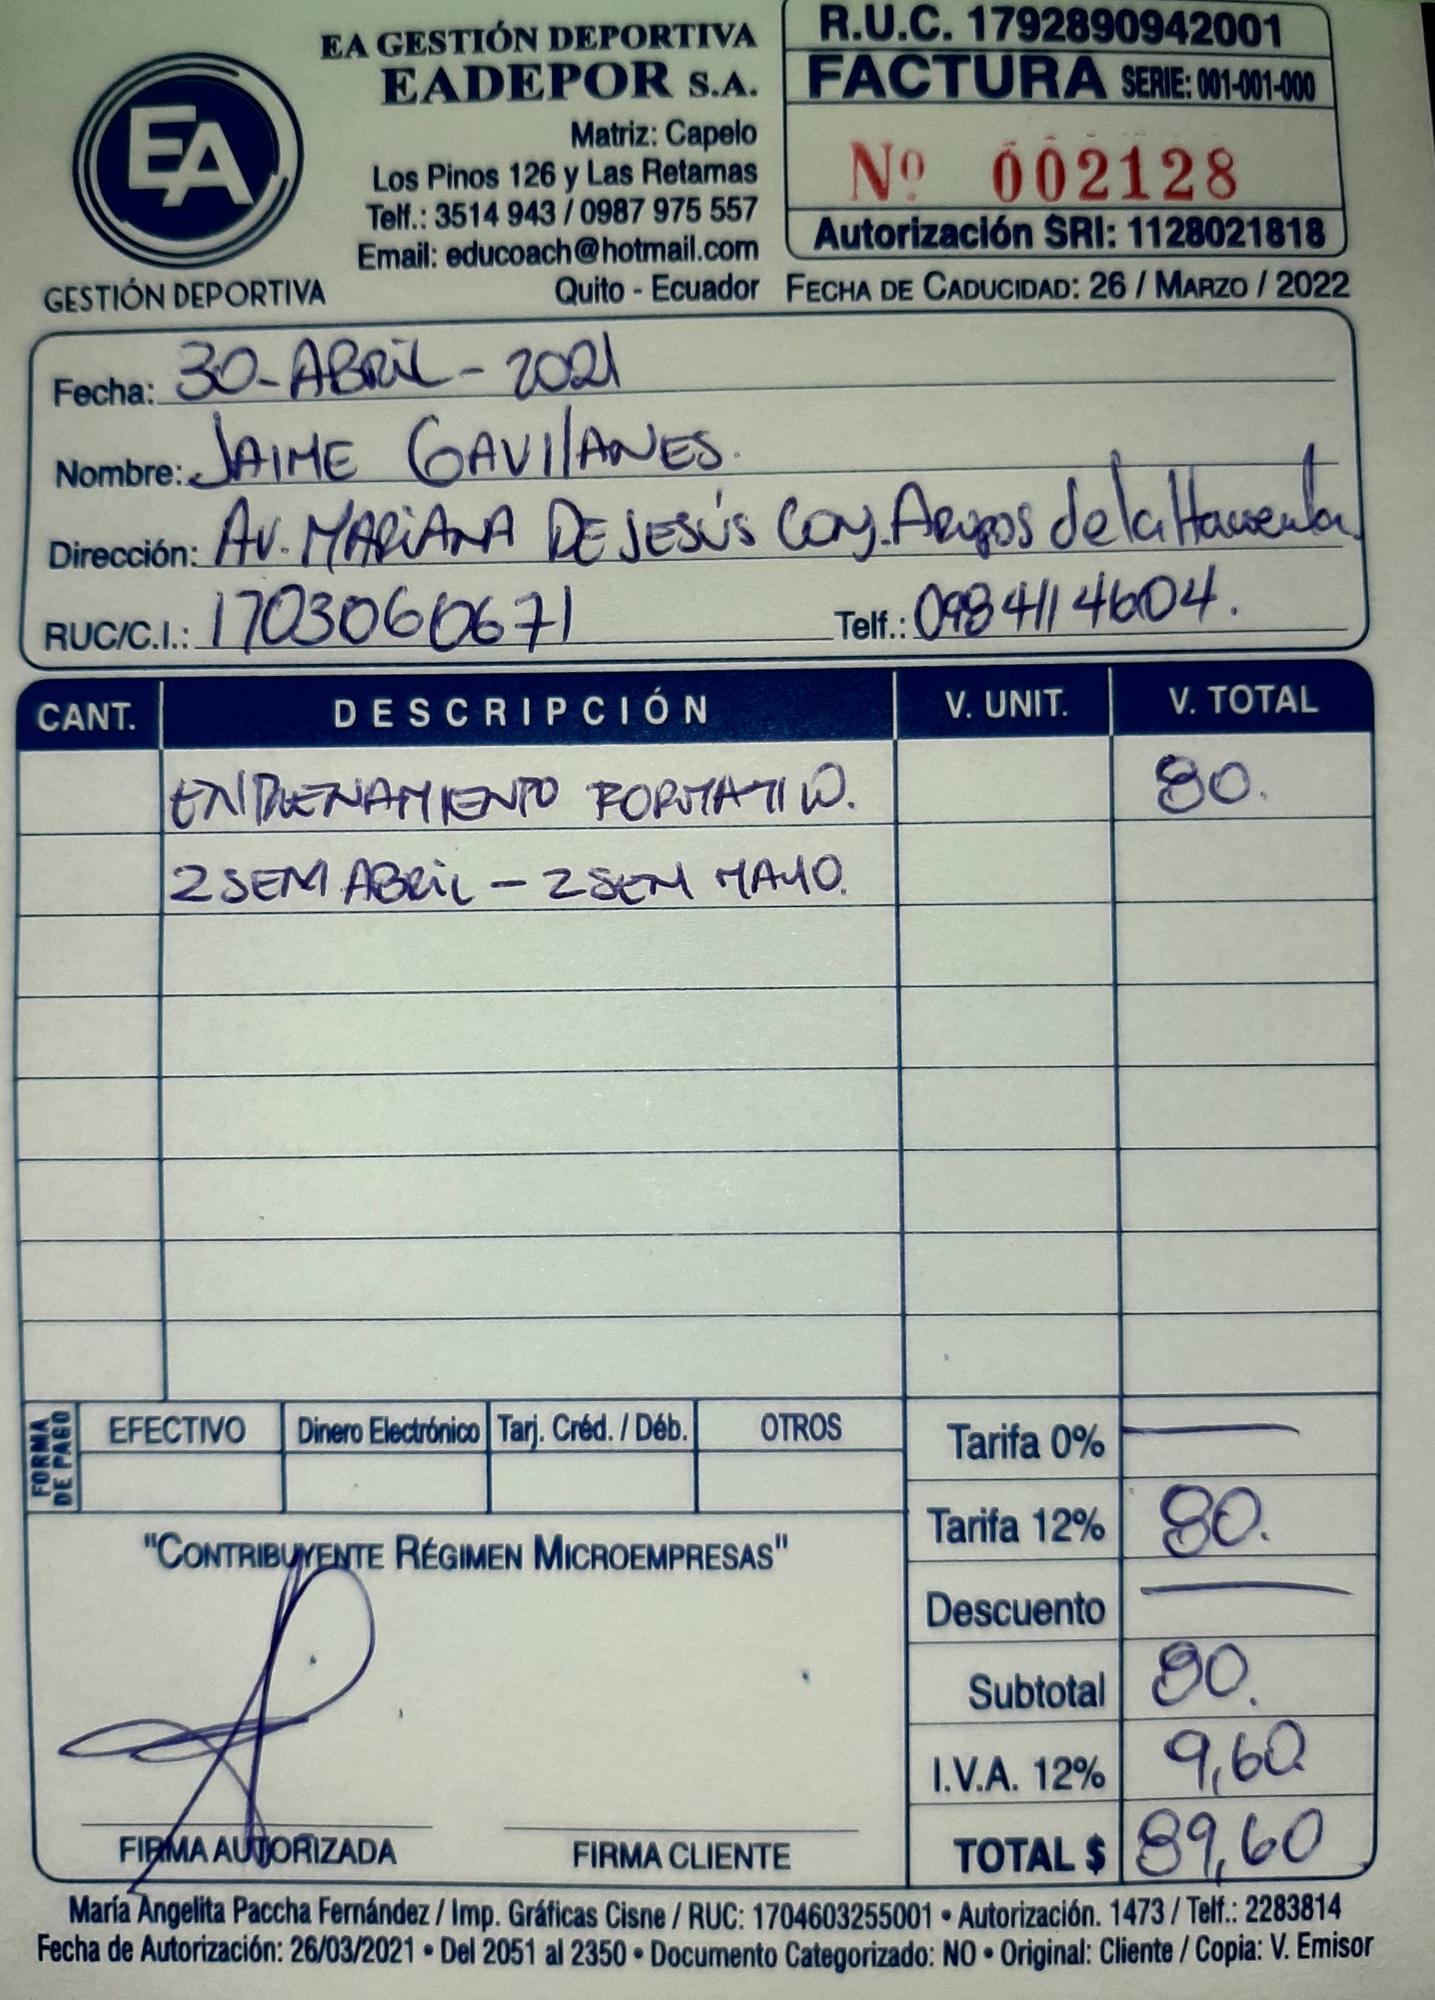 EA GESTIÓN DEPORTIVA
EADEPOR S.A.
Matriz: Capelo
Los Pinos 126 y Las Retamas
Telf.: 3514 943 / 0987 975 557
Email: educoach@hotmail.com
Quito - Ecuador
EA
GESTIÓN DEPORTIVA
R.U.C. 1792890942001
FACTURA SERIE: 001-001-000
Nº 002128
Autorización SRI: 1128021818
FECHA DE CADUCIDAD: 26 / MARZO / 2022
Fecha: 30-ABRIL-2021
Nombre: JAIME GAVILANES.
Dirección: AV. MARIANA DE JESÚS Conj. de la Hacienda
RUC/C.I.: 1703060671 Telf.: 0984114604.
CANT. DESCRIPCIÓN V. UNIT. V. TOTAL
ENTRENAMIENTO FORMATIVO. 80.
2 SEM ABRIL - 2 SEM MAYO.
FORMA DE PAGO EFECTIVO Dinero Electrónico Tarj. Créd. / Déb. OTROS
Tarifa 0% —
Tarifa 12% 80.
Descuento —
Subtotal 80.
I.V.A. 12% 9,60
TOTAL $ 89,60
"CONTRIBUYENTE RÉGIMEN MICROEMPRESAS"
FIRMA AUTORIZADA FIRMA CLIENTE
María Angelita Paccha Fernández / Imp. Gráficas Cisne / RUC: 1704603255001 • Autorización. 1473 / Telf.: 2283814
Fecha de Autorización: 26/03/2021 • Del 2051 al 2350 • Documento Categorizado: NO • Original: Cliente / Copia: V. Emisor